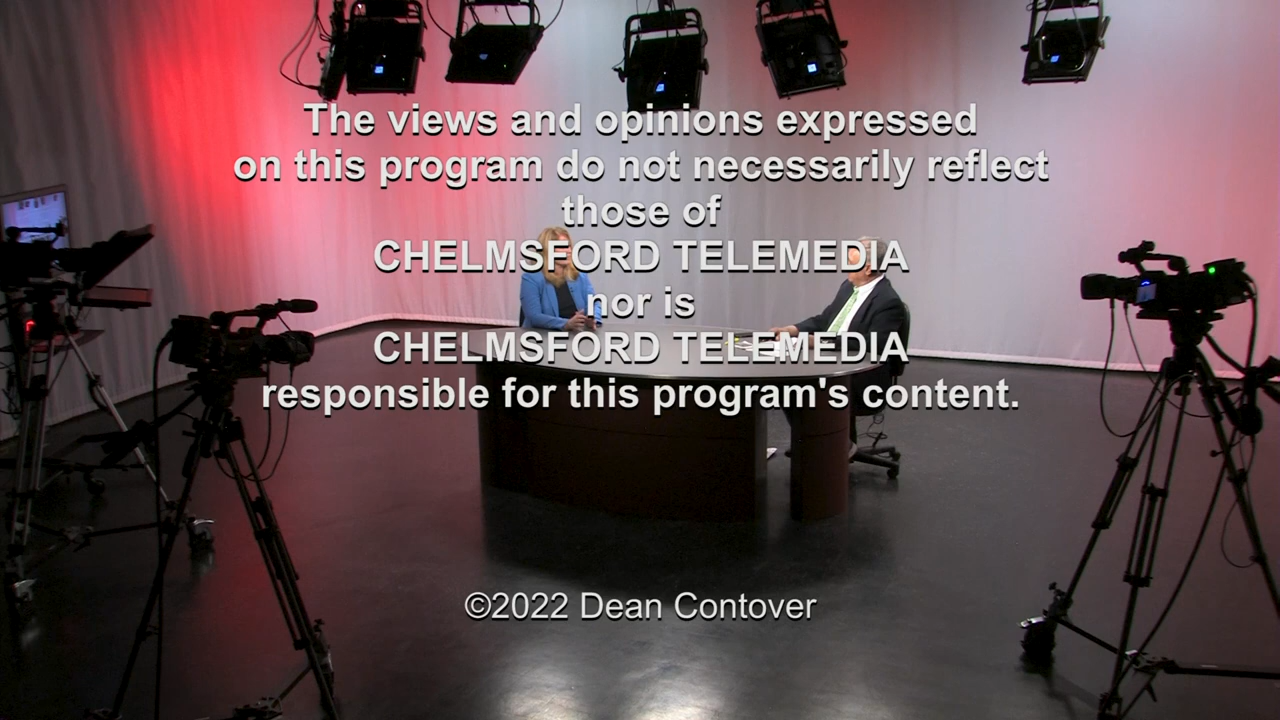 The views and opinions expressed
on this program do not necessarily reflect
those of
CHELMSFORD TELEMEDIA
nor is
CHELMSFORD TELEMEDIA
responsible for this program's content.
©2022 Dean Contover